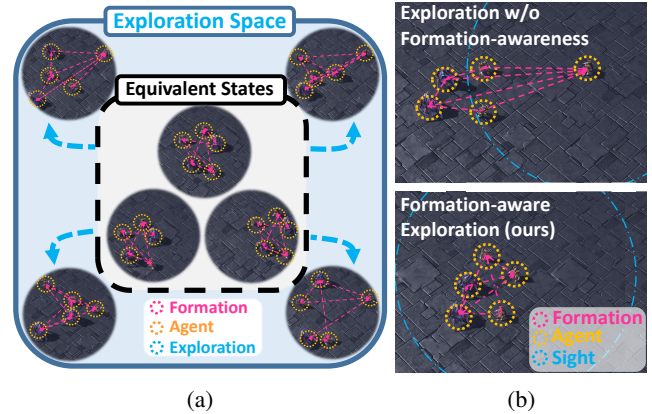 Exploration Space
Equivalent States
Formation
Agent
Exploration
(a)
Exploration w/o
Formation-awareness
Formation-aware
Exploration (ours)
Formation
Agent
Sight
(b)